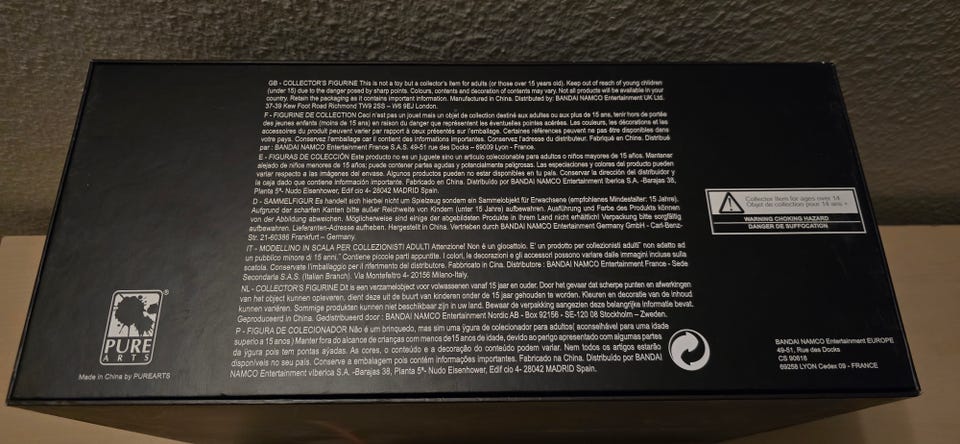 GB - COLLECTOR'S FIGURINE This is not a toy but a collector's item for adults (or those over 15 years old). Keep out of reach of young children
(under 15) due to the danger posed by sharp points. Colours, contents and decoration of contents may vary. Not all products will be available in your
country. Retain the packaging as it contains important information. Manufactured in China. Distributed by: BANDAI NAMCO Entertainment UK Ltd.
37-39 Kew Foot Road Richmond TW9 2SS – W6 9EJ London.
F - FIGURINE DE COLLECTION Ceci n'est pas un jouet mais un objet de collection destiné aux adultes ou aux plus de 15 ans, tenir hors de portée
des jeunes enfants (moins de 15 ans) en raison du danger que représentent les éventuelles pointes acérées. Les couleurs, les décorations et les
accessoires du produit peuvent varier par rapport à ceux présentés sur l'emballage. Certaines références peuvent ne pas être disponibles dans
votre pays. Conservez l'emballage car il contient des informations importantes. Conservez l'adresse du distributeur. Fabriqué en China. Distribué
par : BANDAI NAMCO Entertainment France S.A.S. 49-51 rue des Docks – 69009 Lyon - France.
E - FIGURAS DE COLECCIÓN Este producto no es un juguete sino un artículo coleccionable para adultos o niños mayores de 15 años. Mantener
alejado de niños menores de 15 años; puede contener partes agudas y potencialmente peligrosas. Las especiaciones y colores del producto pueden
variar respecto a las imágenes del envase. Algunos productos pueden no estar disponibles en tu país. Conservar la dirección del distribuidor y
la caja dado que contiene información importante. Fabricado en China. Distribuido por BANDAI NAMCO Entertainment Iberica S.A. -Barajas 38,
Planta 5ª- Nudo Eisenhower, Edif cio 4- 28042 MADRID Spain.
D - SAMMELFIGUR Es handelt sich hierbei nicht um Spielzeug sondern ein Sammelobjekt für Erwachsene (empfohlenes Mindestalter: 15 Jahre).
Aufgrund der scharfen Kanten bitte außer Reichweite von Kindern (unter 15 Jahre) aufbewahren. Ausführung und Farbe des Produkts können
von der Abbildung abweichen. Möglicherweise sind einige der abgebildeten Produkte in Ihrem Land nicht erhältlich! Verpackung bitte sorgfältig
aufbewahren. Lieferanten-Adresse aufheben. Hergestellt in China. Vertrieben durch BANDAI NAMCO Entertainment Germany GmbH - Carl-Benz-
Str. 21-60386 Frankfurt – Germany.
IT - MODELLINO IN SCALA PER COLLEZIONISTI ADULTI Attenzione! Non è un giocattolo. E' un prodotto per collezionisti adulti" non adatto ad
un pubblico minore di 15 anni." Contiene piccole parti appuntite. I colori, le decorazioni e gli accessori possono variare dalle immagini incluse sulla
scatola. Conservate l'imballaggio per il riferimento del distributore. Fabbricato in China. Distributore : BANDAI NAMCO Entertainment France - Sede
Secondaria S.A.S. (Italian Branch). Via Montefeltro 4- 20156 Milano-Italy.
NL - COLLECTOR'S FIGURINE Dit is een verzamelobject voor volwassenen vanaf 15 jaar en ouder. Door het gevaar dat scherpe punten en afwerkingen
van het object kunnen opleveren, dient deze uit de buurt van kinderen onder de 15 jaar gehouden te worden. Kleuren en decoratie van de inhoud
kunnen variëren. Sommige produkten kunnen niet beschikbaar zijn in uw land. Bewaar de verpakking aangezien deze belangrijke informatie bevat.
Geproduceerd in China. Gedistribueerd door : BANDAI NAMCO Entertainment Nordic AB - Box 92156 - SE-120 08 Stockholm – Zweden.
P - FIGURA DE COLECIONADOR Não é um brinquedo, mas sim uma ÿgura de colecionador para adultos( aconselhável para uma idade
superio a 15 anos) Manter fora do alcance de crianças com menos de15 anos de idade, devido ao perigo apresentado com algumas partes
da ÿgura pois tem pontas aÿadas. As cores, o conteúdo e a decoração do conteúdo podem variar. Nem todos os artigos estarão
disponíveis no seu país. Conserve a embalagem pois contém informações importantes. Fabricado na China. Distribuído por BANDAI
NAMCO Entertainment VIberica S.A. -Barajas 38, Planta 5ª- Nudo Eisenhower, Edif cio 4- 28042 MADRID Spain.
Collector item for ages over 14
Objet de collection pour 14 ans +
WARNING CHOKING HAZARD
DANGER DE SUFFOCATION
PURE
ARTS
®
Made in China by PUREARTS
BANDAI NAMCO Entertainment EUROPE
49-51, Rue des Docks
CS 90618
69258 LYON Cedex 09 - FRANCE